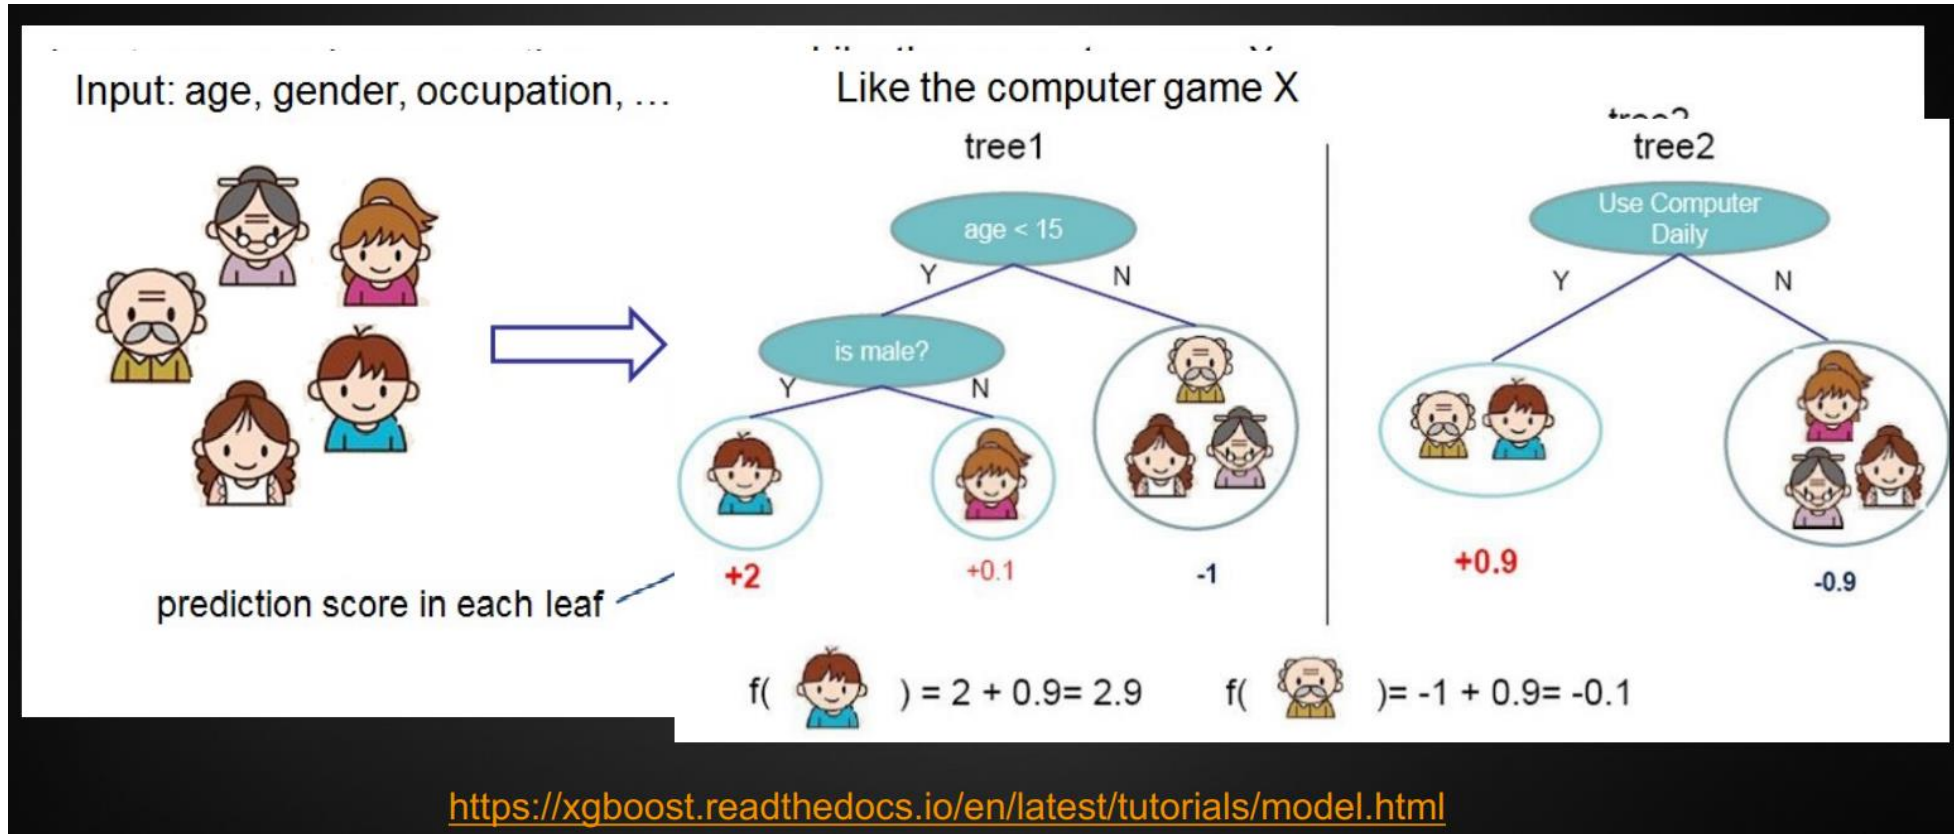 Input: age, gender, occupation, …
Like the computer game X
tree1
age < 15
Y
N
is male?
Y
N
+2
+0.1
-1
prediction score in each leaf
tree2
Use Computer
Daily
Y
N
+0.9
-0.9
f( ) = 2 + 0.9= 2.9
f( )= -1 + 0.9= -0.1
https://xgboost.readthedocs.io/en/latest/tutorials/model.html